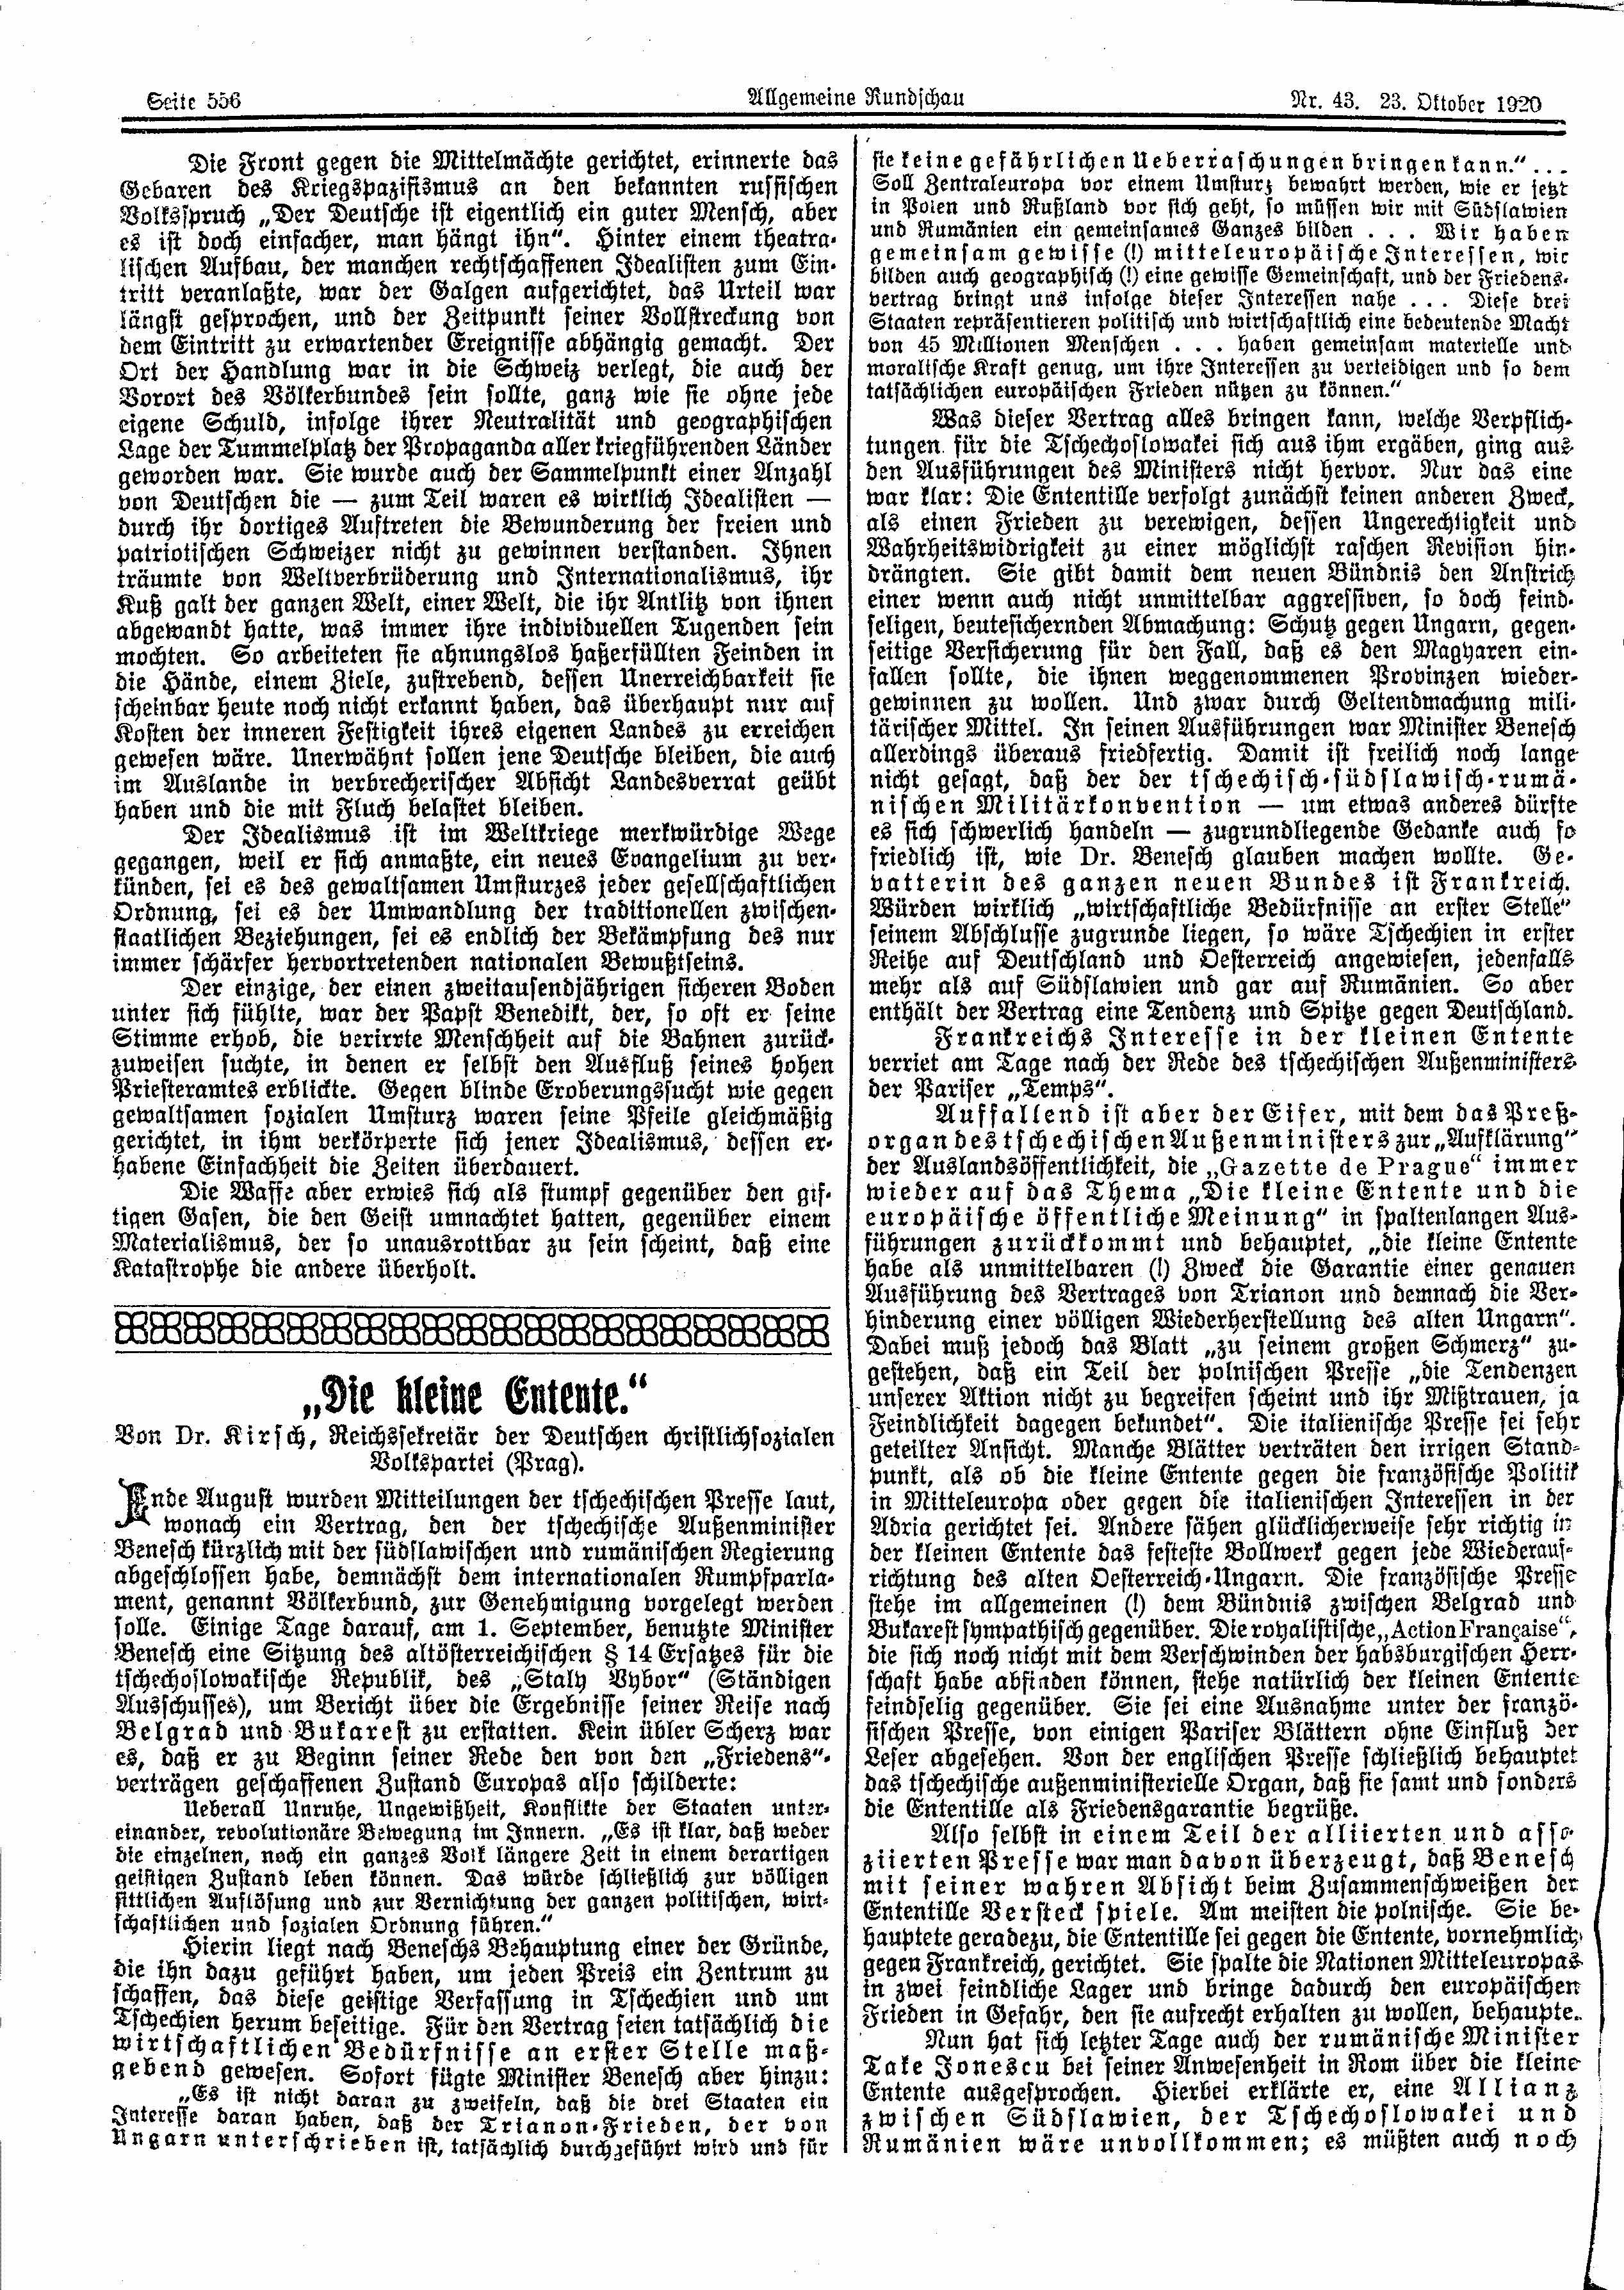 Seite 556
Allgemeine Rundschau
Nr. 43. 23. Oktober 1920
Die Front gegen die Mittelmächte gerichtet, erinnerte das
Gebaren des Kriegspazifismus an den bekannten russischen
Volksspruch „Der Deutsche ist eigentlich ein guter Mensch, aber
es ist doch einfacher, man hängt ihn“. Hinter einem theatra-
lischen Aufbau, der manchen rechtschaffenen Idealisten zum Ein-
tritt veranlaßte, war der Galgen aufgerichtet, das Urteil war
längst gesprochen, und der Zeitpunkt seiner Vollstreckung von
dem Eintritt zu erwartender Ereignisse abhängig gemacht. Der
Ort der Handlung war in die Schweiz verlegt, die auch der
Vorort des Völkerbundes sein sollte, ganz wie sie ohne jede
eigene Schuld, infolge ihrer Neutralität und geographischen
Lage der Tummelplatz der Propaganda aller kriegführenden Länder
geworden war. Sie wurde auch der Sammelpunkt einer Anzahl
von Deutschen die — zum Teil waren es wirklich Idealisten —
durch ihr dortiges Auftreten die Bewunderung der freien und
patriotischen Schweizer nicht zu gewinnen verstanden. Ihnen
träumte von Weltverbrüderung und Internationalismus, ihr
Kuß galt der ganzen Welt, einer Welt, die ihr Antlitz von ihnen
abgewandt hatte, was immer ihre individuellen Tugenden sein
mochten. So arbeiteten sie ahnungslos haßerfüllten Feinden in
die Hände, einem Ziele, zustrebend, dessen Unerreichbarkeit sie
scheinbar heute noch nicht erkannt haben, das überhaupt nur auf
Kosten der inneren Festigkeit ihres eigenen Landes zu erreichen
gewesen wäre. Unerwähnt sollen jene Deutsche bleiben, die auch
im Auslande in verbrecherischer Absicht Landesverrat geübt
haben und die mit Fluch belastet bleiben.
Der Idealismus ist im Weltkriege merkwürdige Wege
gegangen, weil er sich anmaßte, ein neues Evangelium zu ver-
künden, sei es des gewaltsamen Umsturzes jeder gesellschaftlichen
Ordnung, sei es der Umwandlung der traditionellen zwischen-
staatlichen Beziehungen, sei es endlich der Bekämpfung des nur
immer schärfer hervortretenden nationalen Bewußtseins.
Der einzige, der einen zweitausendjährigen sicheren Boden
unter sich fühlte, war der Papst Benedikt, der, so oft er seine
Stimme erhob, die verirrte Menschheit auf die Bahnen zurück-
zuweisen suchte, in denen er selbst den Ausfluß seines hohen
Priesteramtes erblickte. Gegen blinde Eroberungssucht wie gegen
gewaltsamen sozialen Umsturz waren seine Pfeile gleichmäßig
gerichtet, in ihm verkörperte sich jener Idealismus, dessen er-
habene Einfachheit die Zeiten überdauert.
Die Waffe aber erwies sich als stumpf gegenüber den gif-
tigen Gasen, die den Geist umnachtet hatten, gegenüber einem
Materialismus, der so unausrottbar zu sein scheint, daß eine
Katastrophe die andere überholt.
„Die kleine Entente.“
Von Dr. Kirsch, Reichssekretär der Deutschen christlichsozialen
Volkspartei (Prag).
Ende August wurden Mitteilungen der tschechischen Presse laut,
wonach ein Vertrag, den der tschechische Außenminister
Benesch kürzlich mit der südslawischen und rumänischen Regierung
abgeschlossen habe, demnächst dem internationalen Rumpfparla-
ment, genannt Völkerbund, zur Genehmigung vorgelegt werden
solle. Einige Tage darauf, am 1. September, benutzte Minister
Benesch eine Sitzung des altösterreichischen § 14 Ersatzes für die
tschechoslowakische Republik, des „Staly Vybor“ (Ständigen
Ausschusses), um Bericht über die Ergebnisse seiner Reise nach
Belgrad und Bukarest zu erstatten. Kein übler Scherz war
es, daß er zu Beginn seiner Rede den von den „Friedens“-
verträgen geschaffenen Zustand Europas also schilderte:
Ueberall Unruhe, Ungewißheit, Konflikte der Staaten unter-
einander, revolutionäre Bewegung im Innern. „Es ist klar, daß weder
die einzelnen, noch ein ganzes Volk längere Zeit in einem derartigen
geistigen Zustand leben können. Das würde schließlich zur völligen
sittlichen Auflösung und zur Vernichtung der ganzen politischen, wirt-
schaftlichen und sozialen Ordnung führen.“
Hierin liegt nach Beneschs Behauptung einer der Gründe,
die ihn dazu geführt haben, um jeden Preis ein Zentrum zu
schaffen, das diese geistige Verfassung in Tschechien und um
Tschechien herum beseitige. Für den Vertrag seien tatsächlich die
wirtschaftlichen Bedürfnisse an erster Stelle maß-
gebend gewesen. Sofort fügte Minister Benesch aber hinzu:
„Es ist nicht daran zu zweifeln, daß die drei Staaten ein
Interesse daran haben, daß der Trianon-Frieden, der von
Ungarn unterschrieben ist, tatsächlich durchgeführt wird und für
sie keine gefährlichen Ueberraschungen bringen kann.“ . . .
Soll Zentraleuropa vor einem Umsturz bewahrt werden, wie er jetzt
in Polen und Rußland vor sich geht, so müssen wir mit Südslawien
und Rumänien ein gemeinsames Ganzes bilden . . . Wir haben
gemeinsam gewisse (!) mitteleuropäische Interessen, wir
bilden auch geographisch (!) eine gewisse Gemeinschaft, und der Friedens-
vertrag bringt uns infolge dieser Interessen nahe . . . Diese drei
Staaten repräsentieren politisch und wirtschaftlich eine bedeutende Macht
von 45 Millionen Menschen . . . haben gemeinsam materielle und
moralische Kraft genug, um ihre Interessen zu verteidigen und so dem
tatsächlichen europäischen Frieden nützen zu können.“
Was dieser Vertrag alles bringen kann, welche Verpflich-
tungen für die Tschechoslowakei sich aus ihm ergäben, ging aus
den Ausführungen des Ministers nicht hervor. Nur das eine
war klar: Die Ententille verfolgt zunächst keinen anderen Zweck,
als einen Frieden zu verewigen, dessen Ungerechtigkeit und
Wahrheitswidrigkeit zu einer möglichst raschen Revision hin-
drängten. Sie gibt damit dem neuen Bündnis den Anstrich
einer wenn auch nicht unmittelbar aggressiven, so doch feind-
seligen, beutesichernden Abmachung: Schutz gegen Ungarn, gegen-
seitige Versicherung für den Fall, daß es den Magyaren ein-
fallen sollte, die ihnen weggenommenen Provinzen wieder-
gewinnen zu wollen. Und zwar durch Geltendmachung mili-
tärischer Mittel. In seinen Ausführungen war Minister Benesch
allerdings überaus friedfertig. Damit ist freilich noch lange
nicht gesagt, daß der der tschechisch-südslawisch-rumä-
nischen Militärkonvention — um etwas anderes dürfte
es sich schwerlich handeln — zugrundliegende Gedanke auch so
friedlich ist, wie Dr. Benesch glauben machen wollte. Ge-
vatterin des ganzen neuen Bundes ist Frankreich.
Würden wirklich „wirtschaftliche Bedürfnisse an erster Stelle“
seinem Abschlusse zugrunde liegen, so wäre Tschechien in erster
Reihe auf Deutschland und Oesterreich angewiesen, jedenfalls
mehr als auf Südslawien und gar auf Rumänien. So aber
enthält der Vertrag eine Tendenz und Spitze gegen Deutschland.
Frankreichs Interesse in der kleinen Entente
verriet am Tage nach der Rede des tschechischen Außenministers
der Pariser „Temps“.
Auffallend ist aber der Eifer, mit dem das Preß-
organ des tschechischen Außenministers zur „Aufklärung“
der Auslandsöffentlichkeit, die „Gazette de Prague“ immer
wieder auf das Thema „Die kleine Entente und die
europäische öffentliche Meinung“ in spaltenlangen Aus-
führungen zurückkommt und behauptet, „die kleine Entente
habe als unmittelbaren (!) Zweck die Garantie einer genauen
Ausführung des Vertrages von Trianon und demnach die Ver-
hinderung einer völligen Wiederherstellung des alten Ungarn“.
Dabei muß jedoch das Blatt „zu seinem großen Schmerz“ zu-
gestehen, daß ein Teil der polnischen Presse „die Tendenzen
unserer Aktion nicht zu begreifen scheint und ihr Mißtrauen, ja
Feindlichkeit dagegen bekundet“. Die italienische Presse sei sehr
geteilter Ansicht. Manche Blätter verträten den irrigen Stand-
punkt, als ob die kleine Entente gegen die französische Politik
in Mitteleuropa oder gegen die italienischen Interessen in der
Adria gerichtet sei. Andere sähen glücklicherweise sehr richtig in
der kleinen Entente das festeste Bollwerk gegen jede Wiederauf-
richtung des alten Oesterreich-Ungarn. Die französische Presse
stehe im allgemeinen (!) dem Bündnis zwischen Belgrad und
Bukarest sympathisch gegenüber. Die royalistische „Action Française“,
die sich noch nicht mit dem Verschwinden der habsburgischen Herr-
schaft habe abfinden können, stehe natürlich der kleinen Entente
feindselig gegenüber. Sie sei eine Ausnahme unter der franzö-
sischen Presse, von einigen Pariser Blättern ohne Einfluß der
Leser abgesehen. Von der englischen Presse schließlich behauptet
das tschechische außenministerielle Organ, daß sie samt und sonders
die Ententille als Friedensgarantie begrüße.
Also selbst in einem Teil der alliierten und asso-
ziierten Presse war man davon überzeugt, daß Benesch
mit seiner wahren Absicht beim Zusammenschweißen der
Ententille Versteck spiele. Am meisten die polnische. Sie be-
hauptete geradezu, die Ententille sei gegen die Entente, vornehmlich
gegen Frankreich, gerichtet. Sie spalte die Nationen Mitteleuropas
in zwei feindliche Lager und bringe dadurch den europäischen
Frieden in Gefahr, den sie aufrecht erhalten zu wollen, behaupte.
Nun hat sich letzter Tage auch der rumänische Minister
Take Jonescu bei seiner Anwesenheit in Rom über die kleine
Entente ausgesprochen. Hierbei erklärte er, eine Allianz
zwischen Südslawien, der Tschechoslowakei und
Rumänien wäre unvollkommen; es müßten auch noch